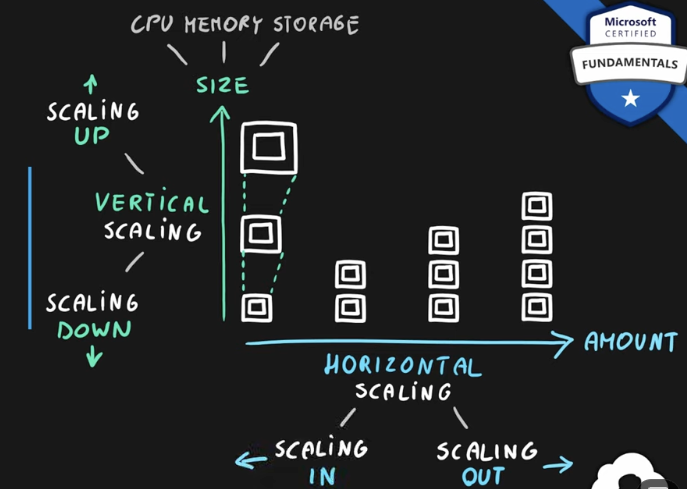 CPU MEMORY STORAGE
SIZE
SCALING
UP
VERTICAL
SCALING
SCALING
DOWN
AMOUNT
HORIZONTAL
SCALING
SCALING
IN
SCALING
OUT
Microsoft
CERTIFIED
FUNDAMENTALS